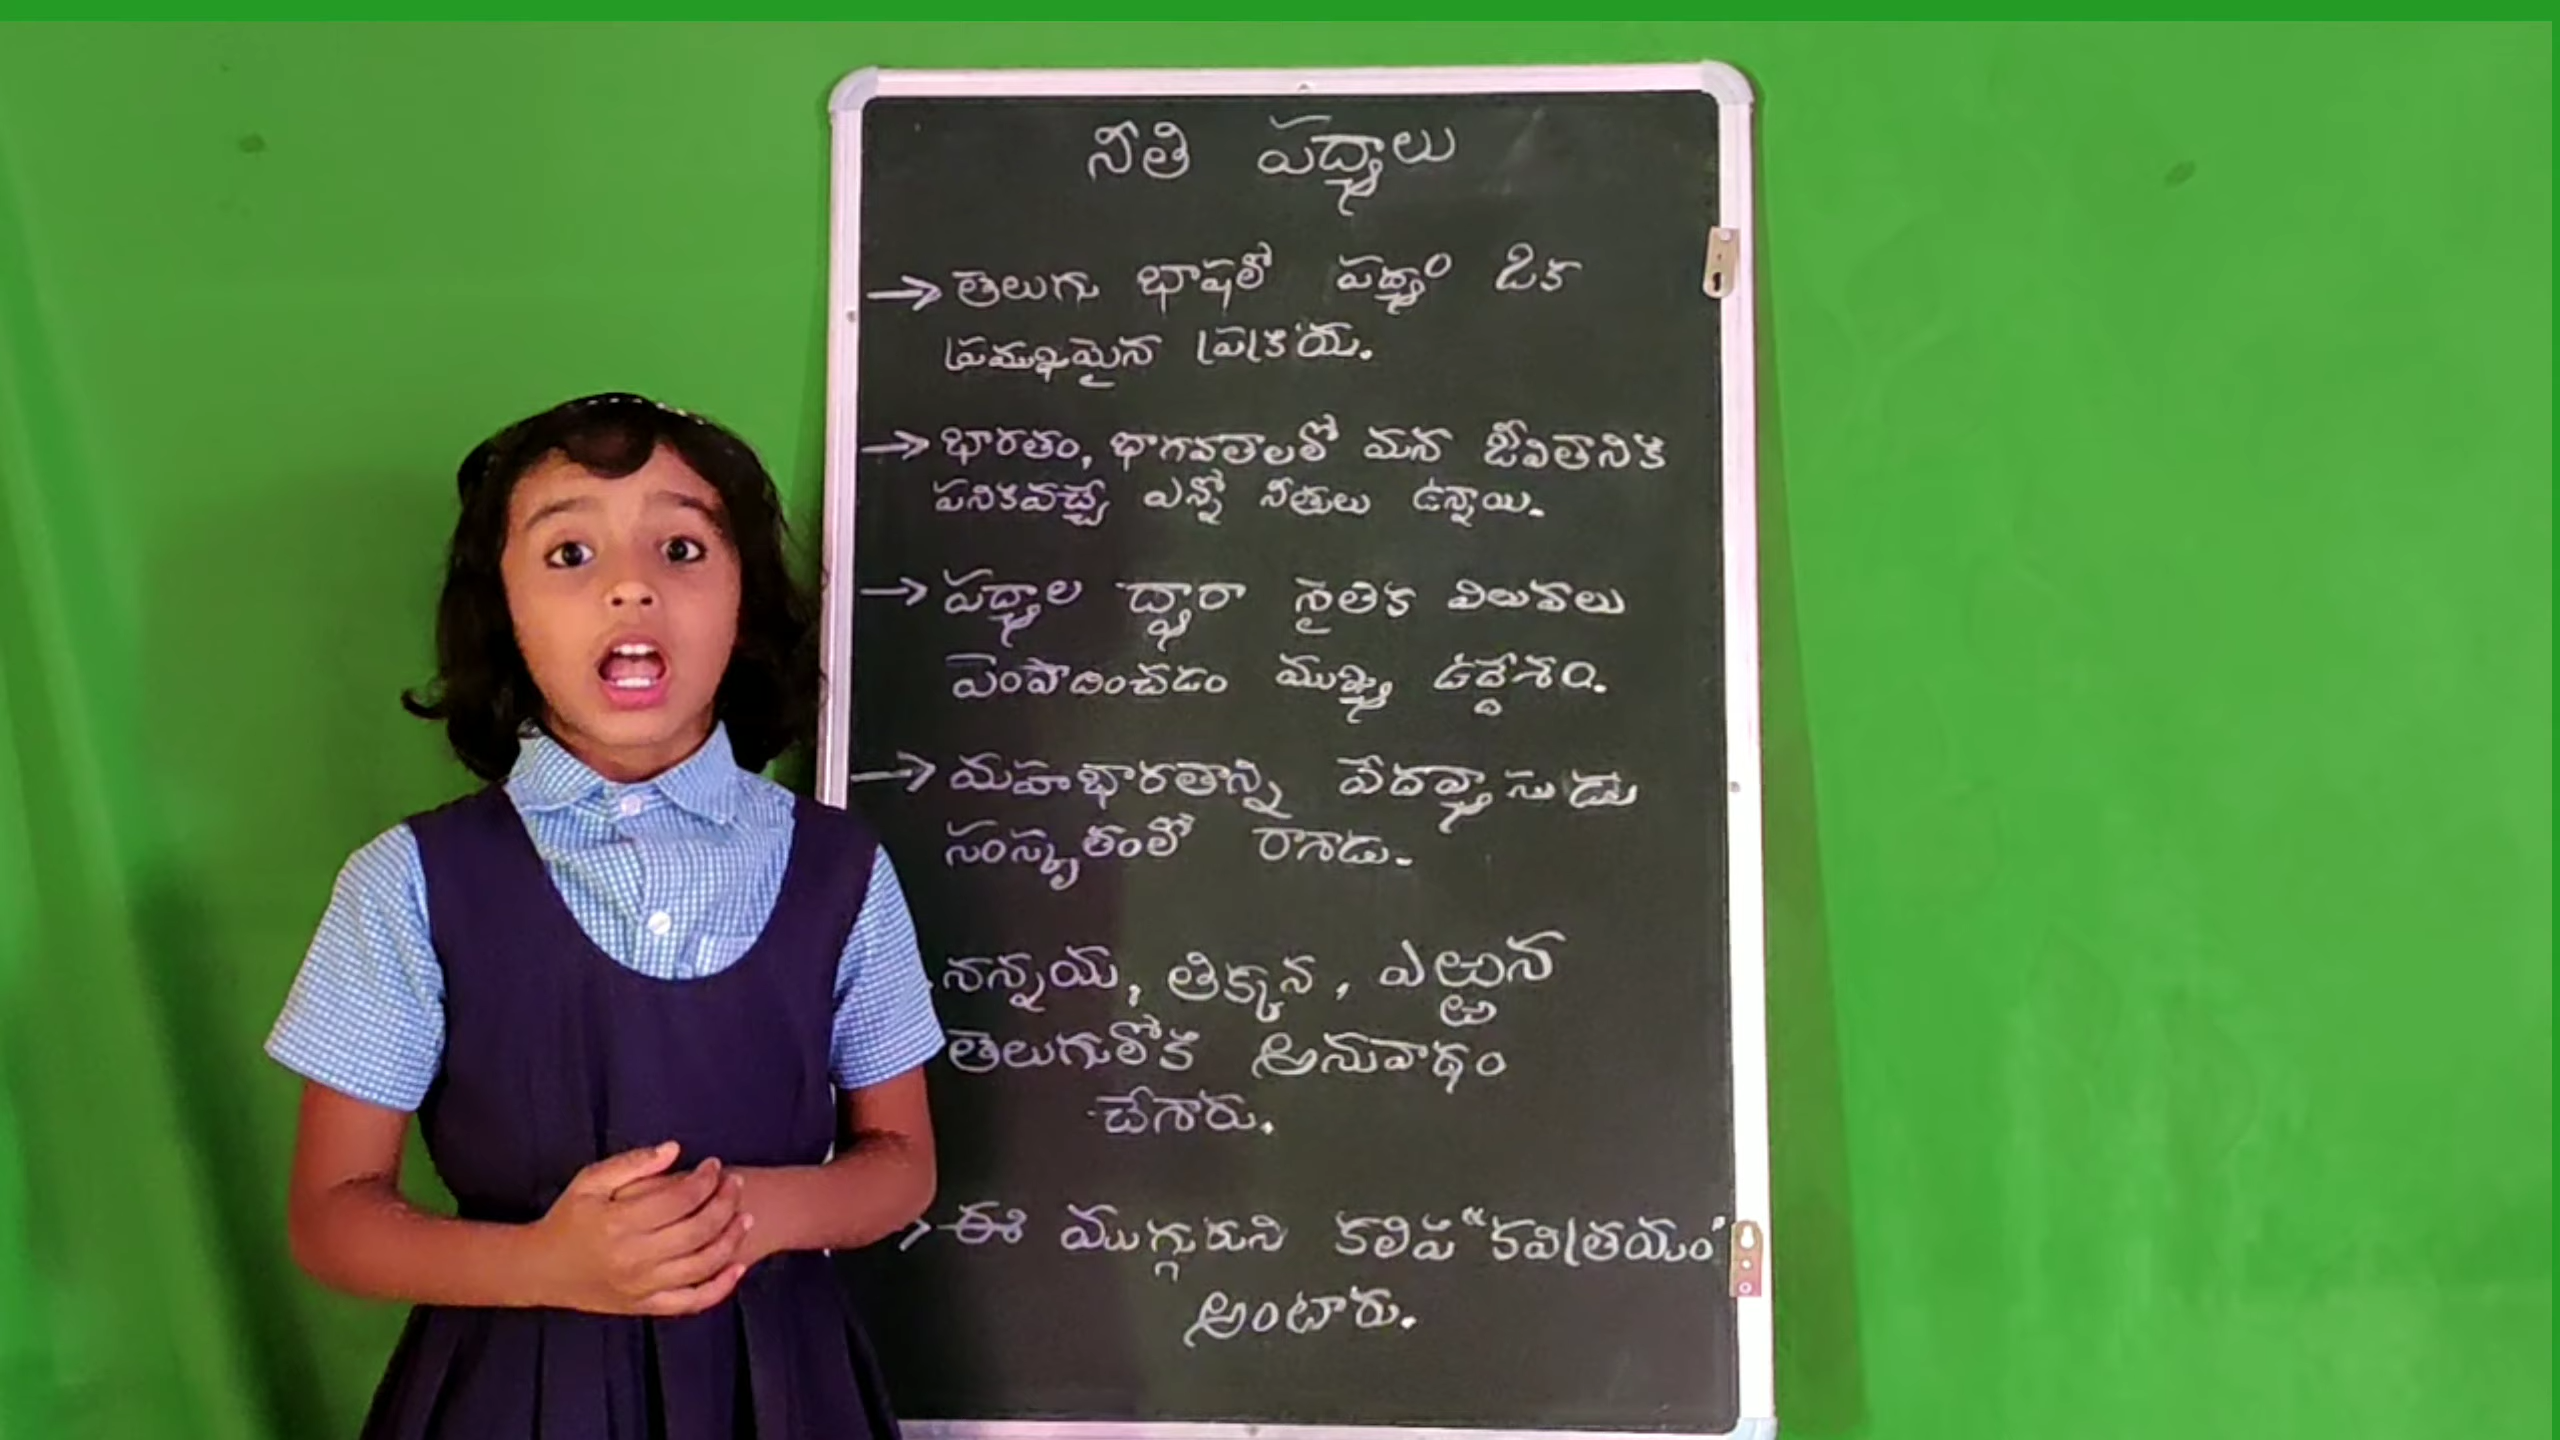 నీతి పద్యాలు
→ తెలుగు భాషలో పద్యం ఒక
ప్రముఖమైన ప్రక్రియ.
→ భారతం, భాగవతాలలో మన జీవితానికి
పనికివచ్చే ఎన్నో నీతులు ఉన్నాయి.
→ పద్యాల ద్వారా నైతిక విలువలు
పెంపొందించడం ముఖ్య ఉద్దేశం.
→ మహాభారతాన్ని వేదవ్యాసుడు
సంస్కృతంలో రాశాడు.
నన్నయ, తిక్కన, ఎఱ్ఱన
తెలుగులోకి అనువాదం
చేశారు.
→ ఈ ముగ్గురుని కలిపి "కవిత్రయం"
అంటారు.